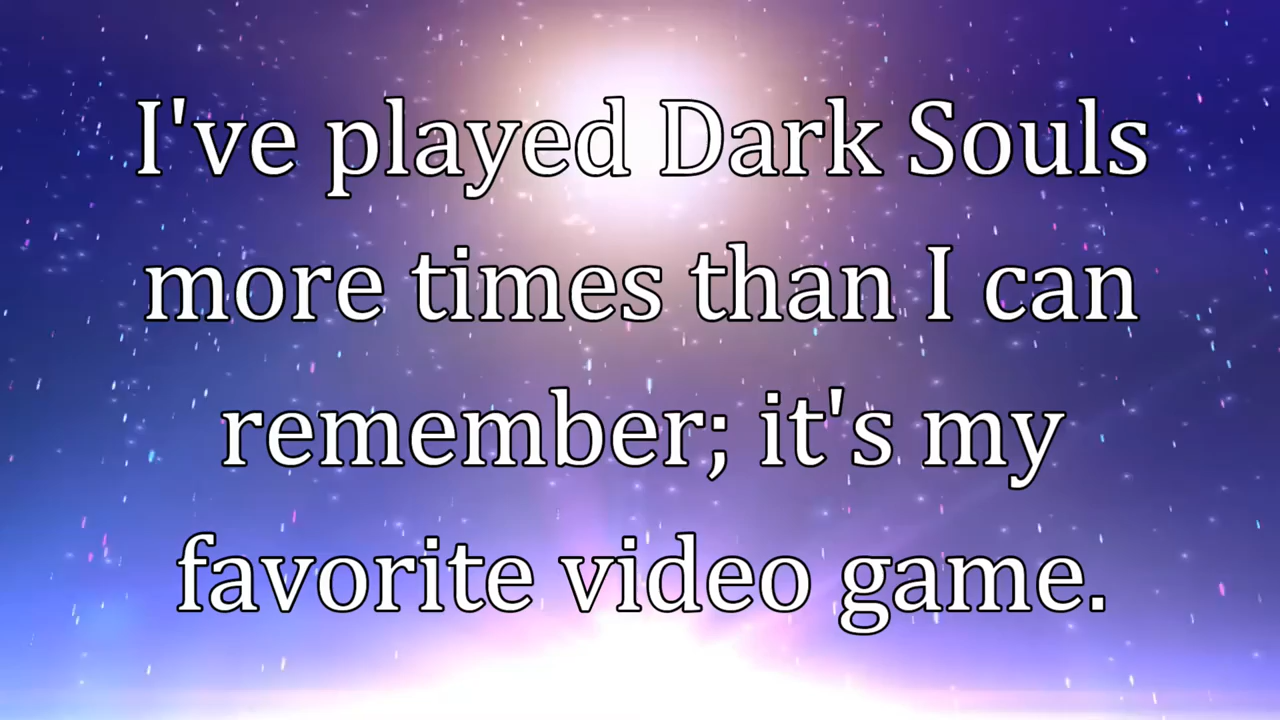 I've played Dark Souls
more times than I can
remember; it's my
favorite video game.